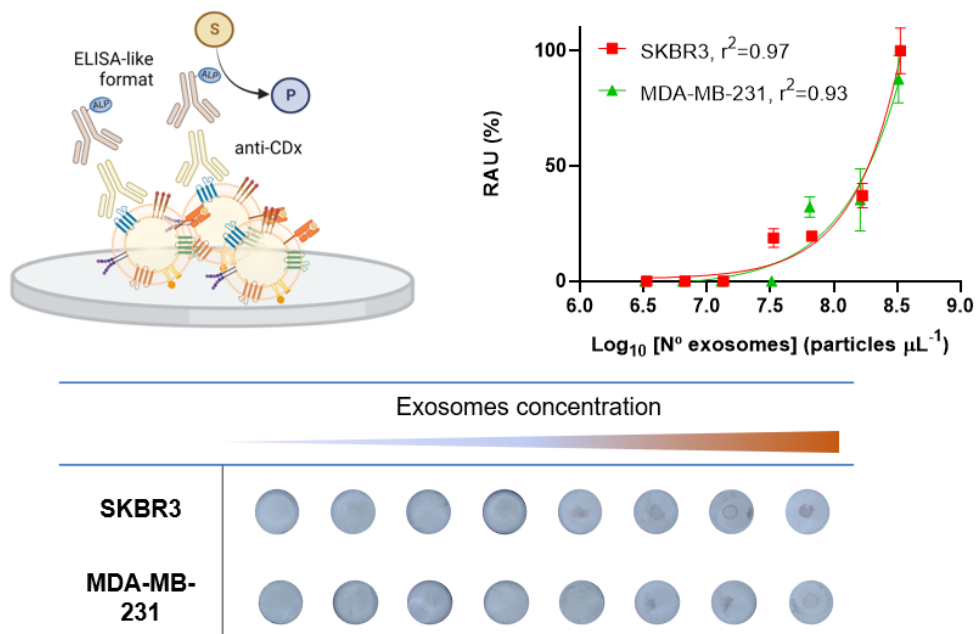 S
ELISA-like
format
ALP
ALP
P
anti-CDx
SKBR3, r²=0.97
MDA-MB-231, r²=0.93
RAU (%)
100
50
0
6.0 6.5 7.0 7.5 8.0 8.5 9.0
Log₁₀ [Nº exosomes] (particles µL⁻¹)
Exosomes concentration
SKBR3
MDA-MB-
231